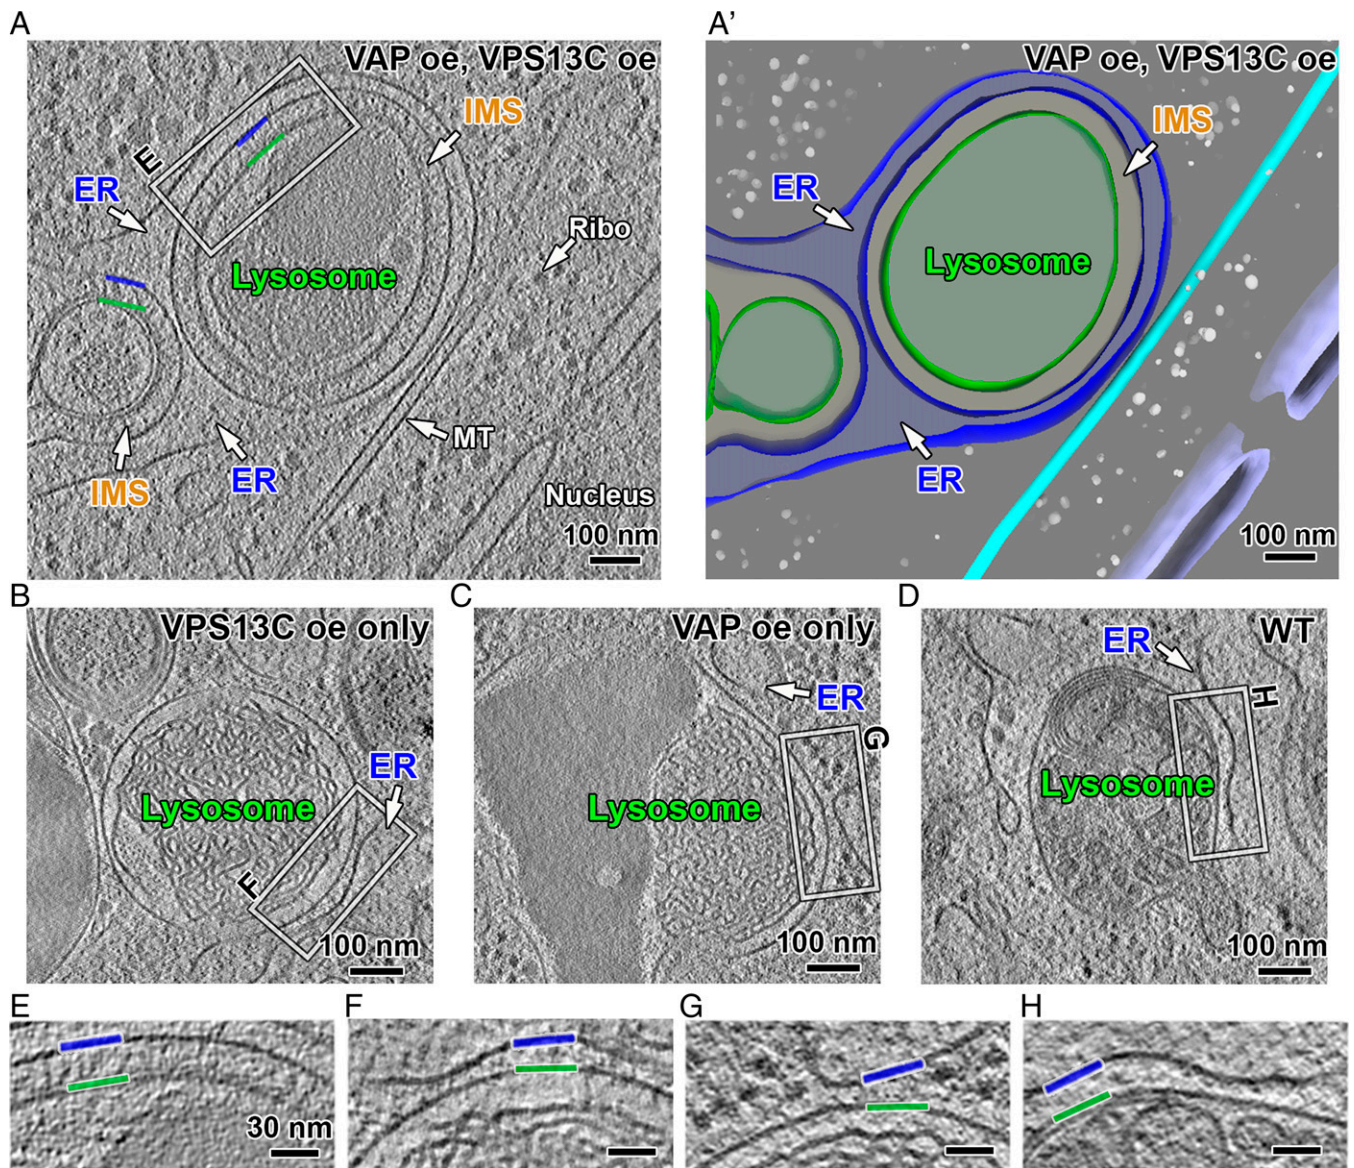 A
VAP oe, VPS13C oe
IMS
E
ER
Ribo
Lysosome
MT
IMS
ER
Nucleus
100 nm
A'
VAP oe, VPS13C oe
IMS
ER
Lysosome
ER
100 nm
B
VPS13C oe only
ER
Lysosome
F
100 nm
C
VAP oe only
ER
G
Lysosome
100 nm
D
WT
ER
H
Lysosome
100 nm
E
30 nm
F
G
H